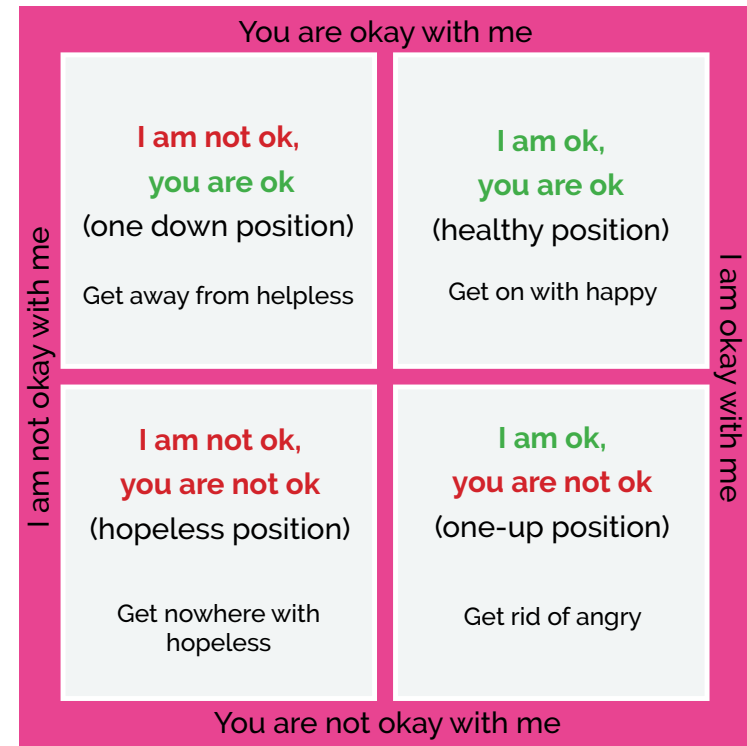 You are okay with me
I am not ok,
you are ok
(one down position)
Get away from helpless
I am ok,
you are ok
(healthy position)
Get on with happy
I am not okay with me
I am okay with me
I am not ok,
you are not ok
(hopeless position)
Get nowhere with
hopeless
I am ok,
you are not ok
(one-up position)
Get rid of angry
You are not okay with me